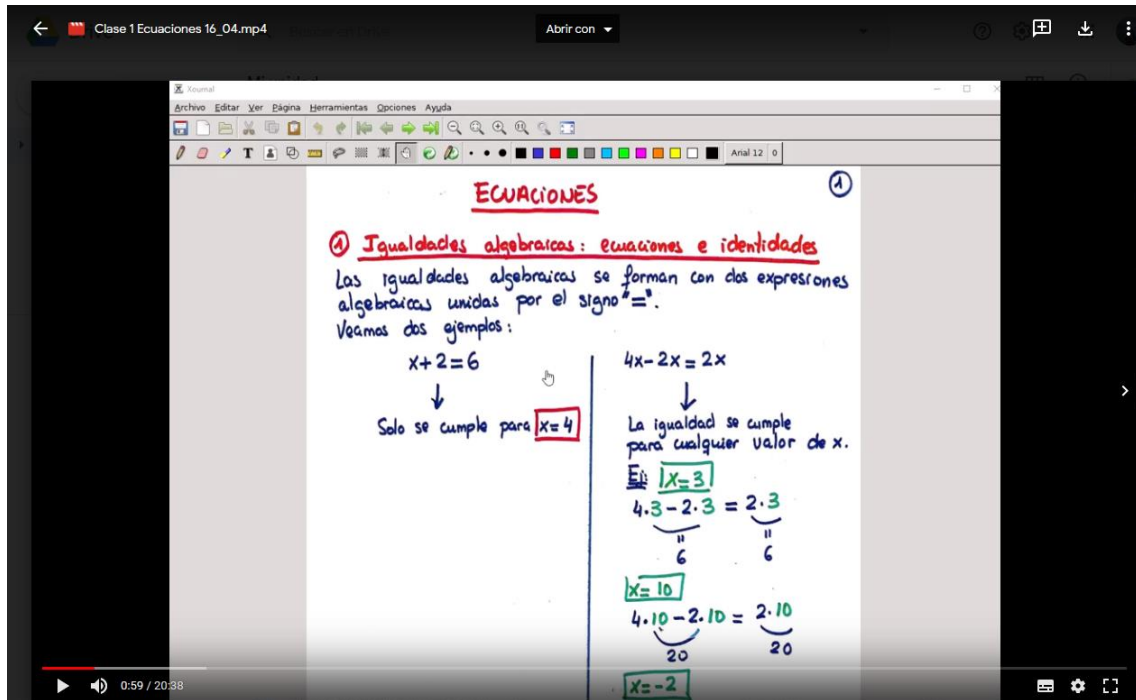 Clase 1 Ecuaciones 16_04.mp4
Abrir con
Xournal
Archivo Editar Ver Página Herramientas Opciones Ayuda
Arial 12
ECUACIONES
1
1 Igualdades algebraicas: ecuaciones e identidades
Las igualdades algebraicas se forman con dos expresiones
algebraicas unidas por el signo "=".
Veamos dos ejemplos:
x+2=6
Solo se cumple para x=4
4x-2x=2x
La igualdad se cumple
para cualquier valor de x.
Ej: x=3
4·3-2·3=2·3
" "
6 6
x=10
4·10-2·10=2·10
20 20
x=-2
0:59 / 20:38